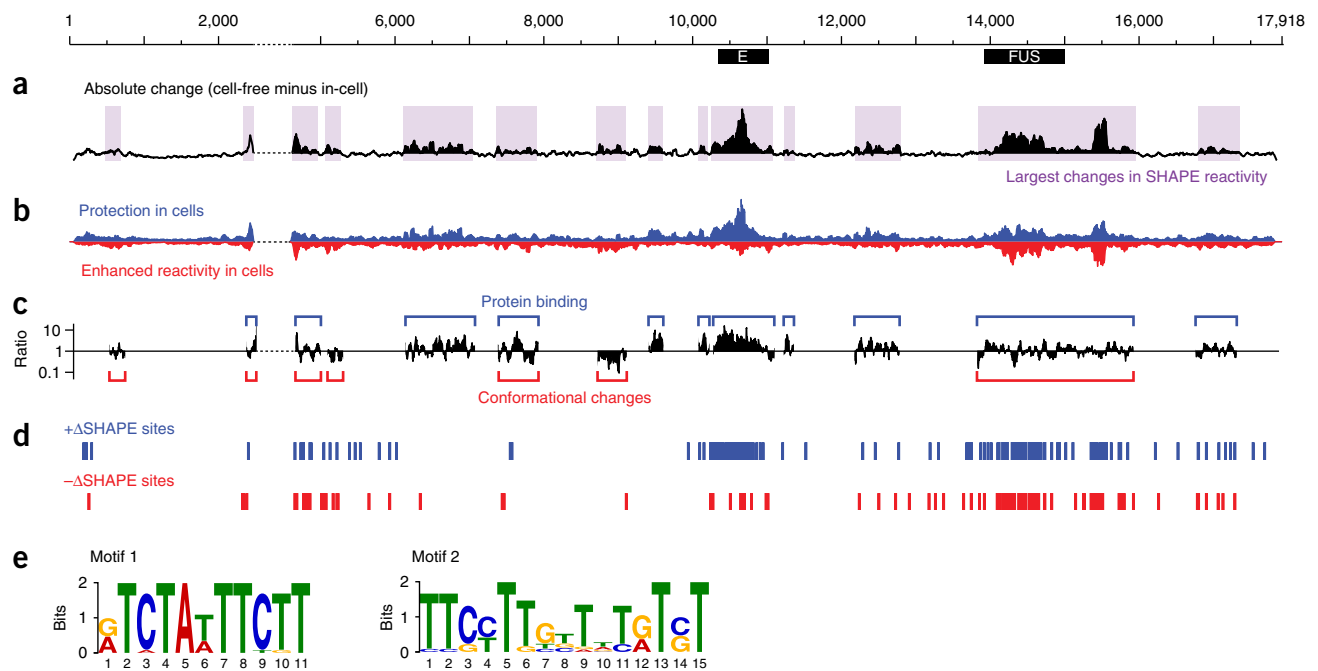 1 2,000 6,000 8,000 10,000 12,000 14,000 16,000 17,918
E FUS
a
Absolute change (cell-free minus in-cell)
Largest changes in SHAPE reactivity
b
Protection in cells
Enhanced reactivity in cells
c
Protein binding
Ratio
10
1
0.1
Conformational changes
d
+ΔSHAPE sites
−ΔSHAPE sites
e
Motif 1
Bits
2
1
0
1 2 3 4 5 6 7 8 9 10 11
Motif 2
Bits
2
1
0
1 2 3 4 5 6 7 8 9 10 11 12 13 14 15